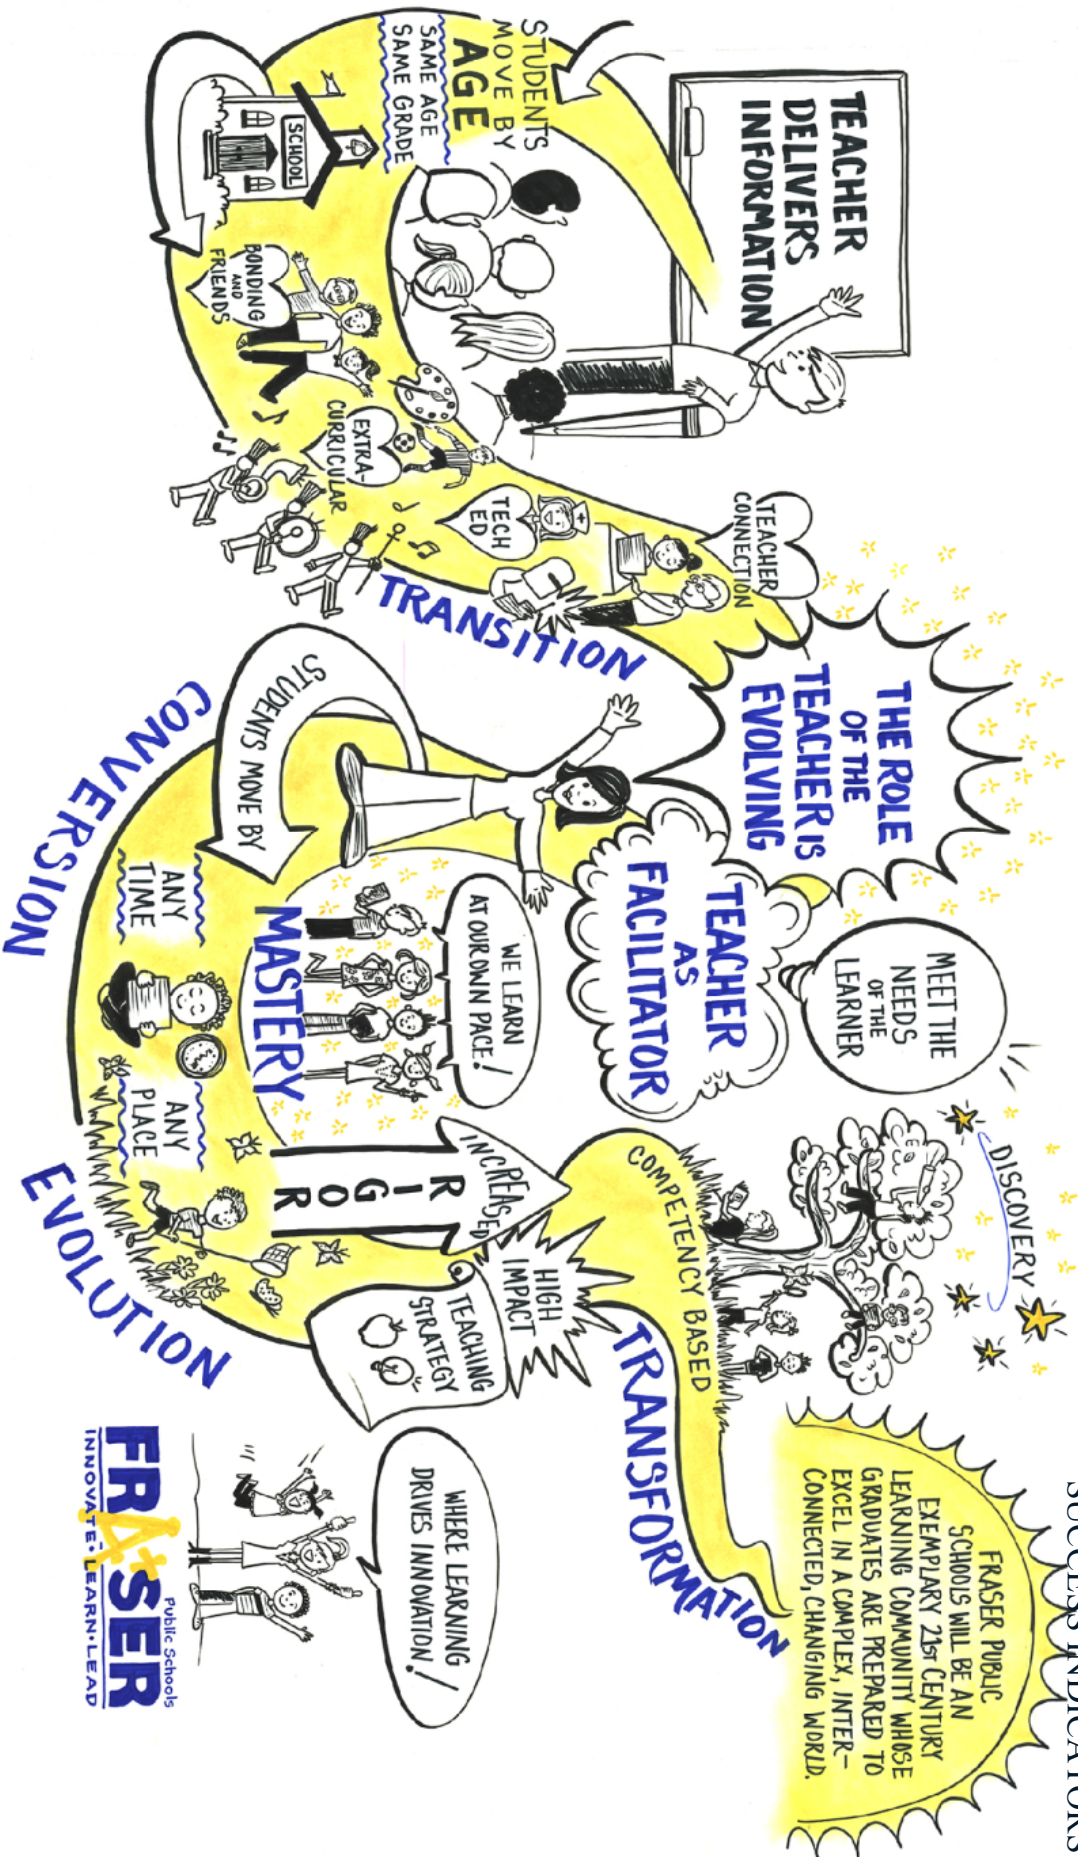 SUCCESS INDICATORS
TEACHER
DELIVERS
INFORMATION
STUDENTS
MOVE BY
AGE
SAME AGE
SAME GRADE
SCHOOL
BONDING
AND
FRIENDS
EXTRA-
CURRICULAR
TECH
ED
TEACHER
CONNECTION
TRANSITION
THE ROLE
OF THE
TEACHER IS
EVOLVING
CONVERSION
STUDENTS MOVE BY
MASTERY
ANY
TIME
ANY
PLACE
WE LEARN
AT OUR OWN PACE!
TEACHER
AS
FACILITATOR
MEET THE
NEEDS
OF THE
LEARNER
EVOLUTION
INCREASED
RIGOR
HIGH
IMPACT
TEACHING
STRATEGY
DISCOVERY
COMPETENCY BASED
TRANSFORMATION
FRASER PUBLIC
SCHOOLS WILL BE AN
EXEMPLARY 21ST CENTURY
LEARNING COMMUNITY WHOSE
GRADUATES ARE PREPARED TO
EXCEL IN A COMPLEX, INTER-
CONNECTED, CHANGING WORLD.
WHERE LEARNING
DRIVES INNOVATION!
Public Schools
FRA+SER
INNOVATE • LEARN • LEAD